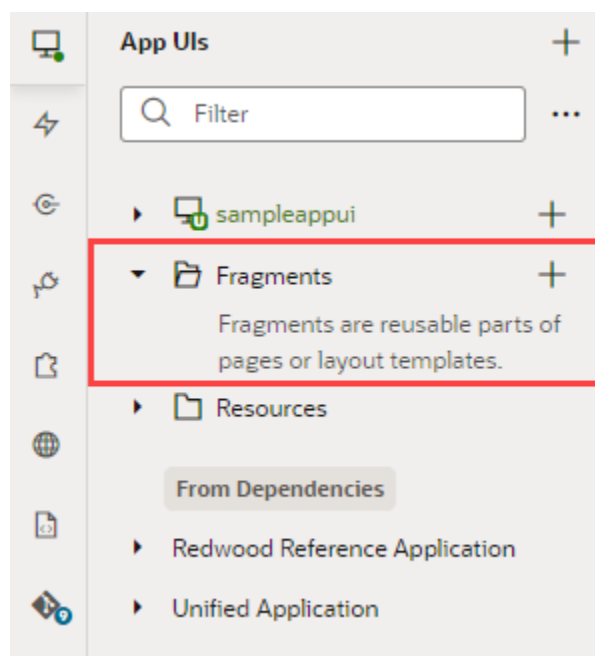 App UIs
Filter
sampleappui
Fragments
Fragments are reusable parts of
pages or layout templates.
Resources
From Dependencies
Redwood Reference Application
Unified Application
9